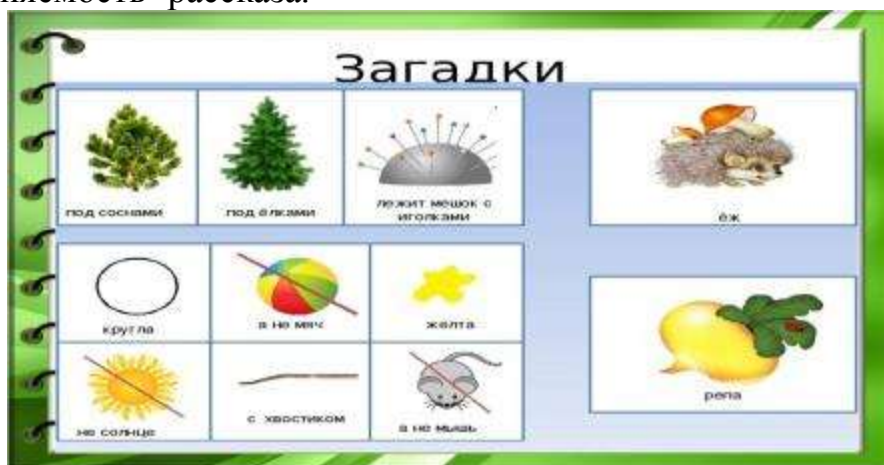 рассказа.
Загадки
под соснами
под ёлками
лежит мешок с
иголками
ёж
кругла
а не мяч
желта
не солнце
с хвостиком
а не мышь
репа